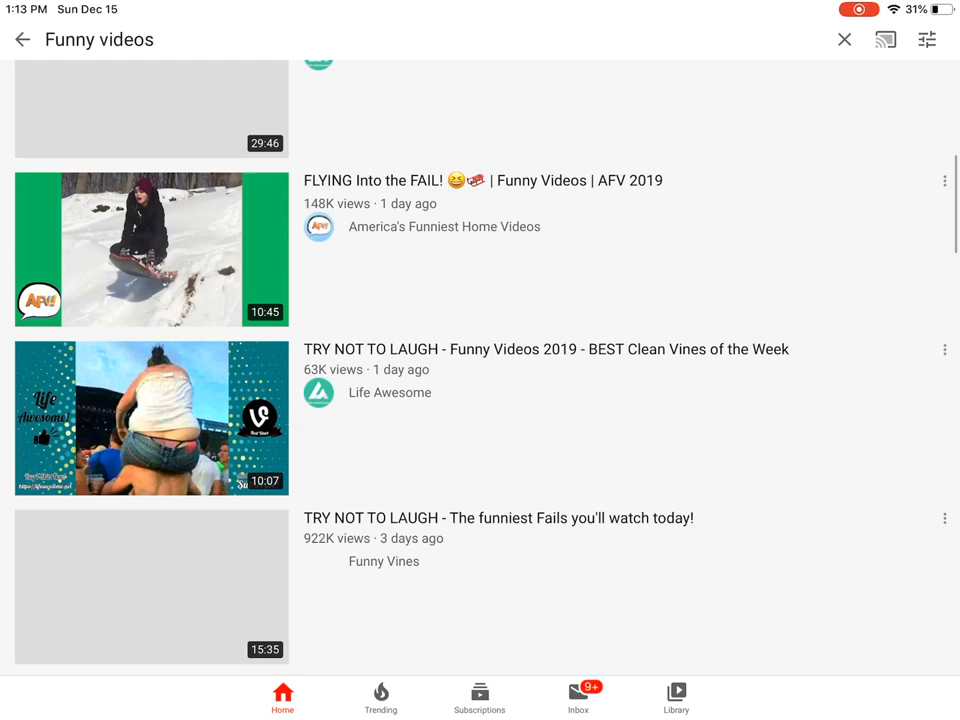 1:13 PM Sun Dec 15
31%
Funny videos
29:46
FLYING Into the FAIL! 😆🛷 | Funny Videos | AFV 2019
148K views · 1 day ago
America's Funniest Home Videos
AFV!
10:45
TRY NOT TO LAUGH - Funny Videos 2019 - BEST Clean Vines of the Week
63K views · 1 day ago
Life Awesome
Life
Awesome!
10:07
TRY NOT TO LAUGH - The funniest Fails you'll watch today!
922K views · 3 days ago
Funny Vines
15:35
9+
Home Trending Subscriptions Inbox Library